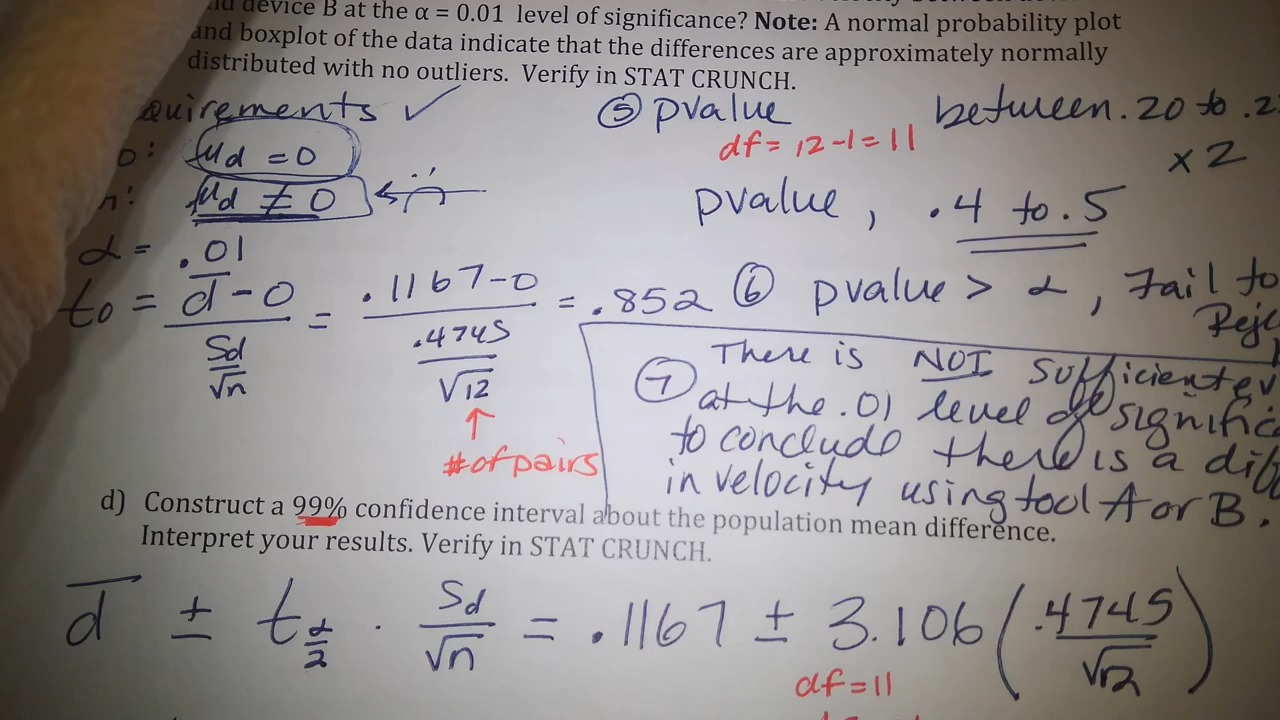 device B at the α = 0.01 level of significance? Note: A normal probability plot
and boxplot of the data indicate that the differences are approximately normally
distributed with no outliers. Verify in STAT CRUNCH.
quirements ✓
o: μd = 0
μd ≠ 0
α = .01
t₀ = (d̄ - 0)/(Sd/√n) = (.1167-0)/(.4745/√12) = .852
# of pairs
⑤ pvalue between .20 to .2
df = 12-1 = 11
x 2
pvalue, .4 to .5
⑥ pvalue > α, Fail to
Reje
⑦ There is NOT sufficient ev
at the .01 level of signific
to conclude there is a diff
in velocity using tool A or B.
d) Construct a 99% confidence interval about the population mean difference.
Interpret your results. Verify in STAT CRUNCH.
d̄ ± t α/2 · Sd/√n = .1167 ± 3.106 (.4745/√12)
df = 11